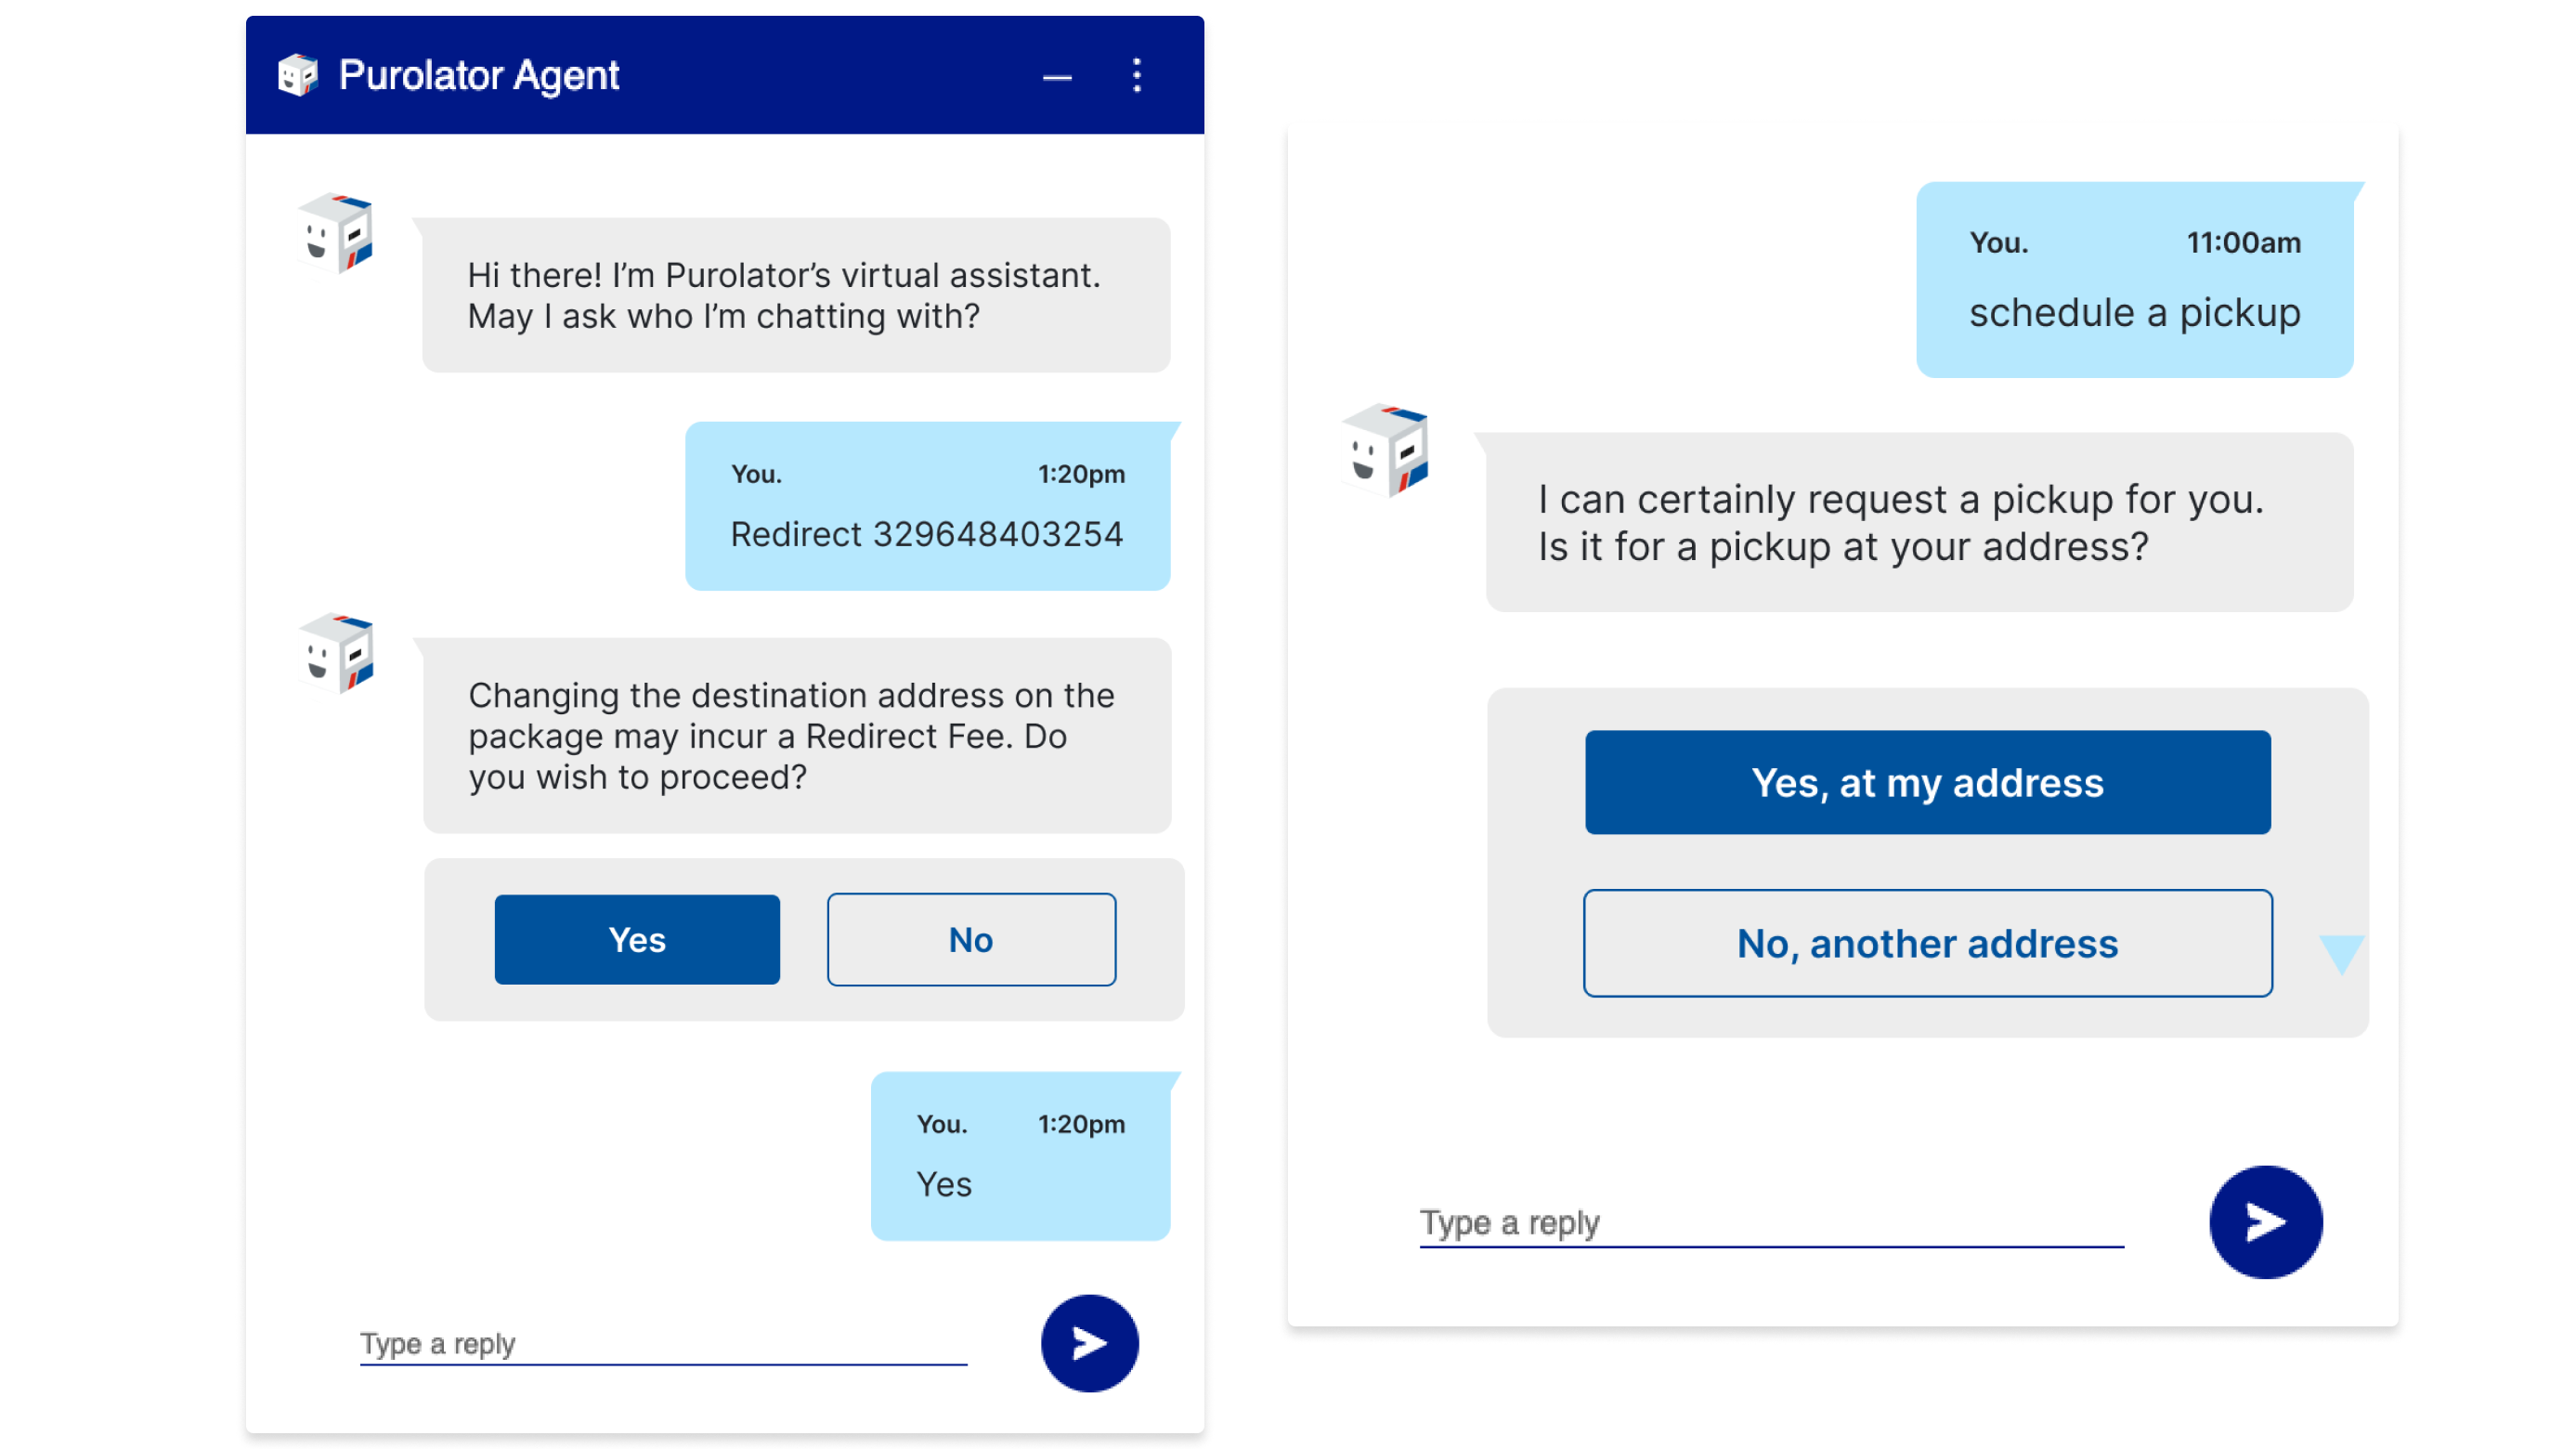 Purolator Agent
Hi there! I’m Purolator’s virtual assistant.
May I ask who I’m chatting with?
You. 1:20pm
Redirect 329648403254
Changing the destination address on the
package may incur a Redirect Fee. Do
you wish to proceed?
Yes No
You. 1:20pm
Yes
Type a reply
You. 11:00am
schedule a pickup
I can certainly request a pickup for you.
Is it for a pickup at your address?
Yes, at my address
No, another address
Type a reply